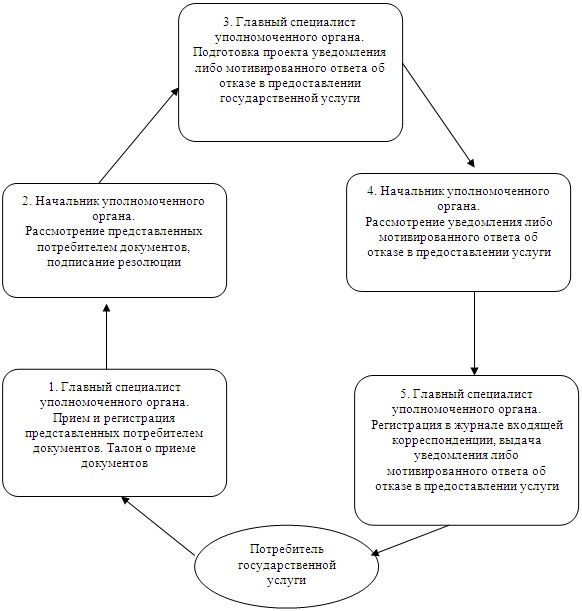 3. Главный специалист
уполномоченного органа.
Подготовка проекта уведомления
либо мотивированного ответа об
отказе в предоставлении
государственной услуги
2. Начальник уполномоченного
органа.
Рассмотрение представленных
потребителем документов,
подписание резолюции
4. Начальник уполномоченного
органа.
Рассмотрение уведомления либо
мотивированного ответа об
отказе в предоставлении услуги
1. Главный специалист
уполномоченного органа.
Прием и регистрация
представленных потребителем
документов. Талон о приеме
документов
5. Главный специалист
уполномоченного органа.
Регистрация в журнале входящей
корреспонденции, выдача
уведомления либо
мотивированного ответа об
отказе в предоставлении услуги
Потребитель
государственной
услуги